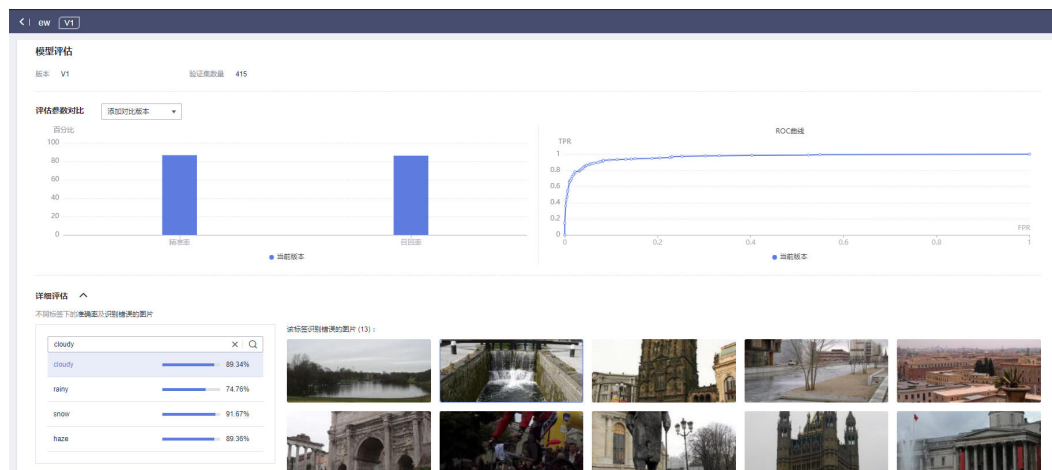 ew V1
模型评估
版本 V1 验证集数量 415
评估参数对比 添加对比版本
百分比
100
80
60
40
20
0
精准率 召回率
当前版本
ROC曲线
TPR
1
0.8
0.6
0.4
0.2
0
FPR
0 0.2 0.4 0.6 0.8 1
当前版本
详细评估
不同标签下的准确率及识别错误的图片
cloudy
cloudy 89.34%
rainy 74.76%
snow 91.67%
haze 89.36%
该标签识别错误的图片 (13)：